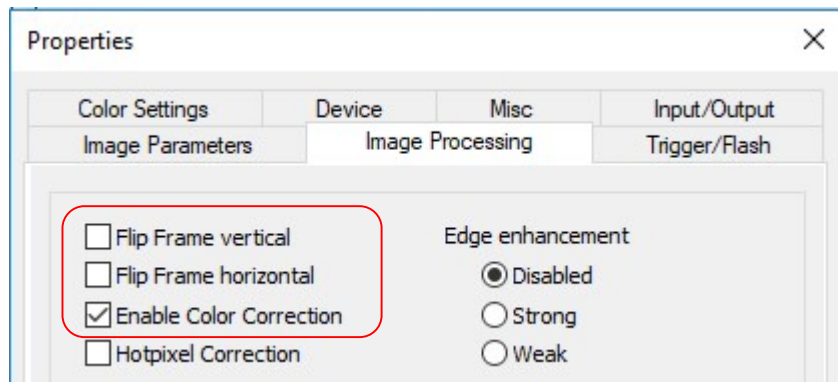 Properties
Color Settings Device Misc Input/Output
Image Parameters Image Processing Trigger/Flash
Flip Frame vertical Edge enhancement
Flip Frame horizontal Disabled
Enable Color Correction Strong
Hotpixel Correction Weak